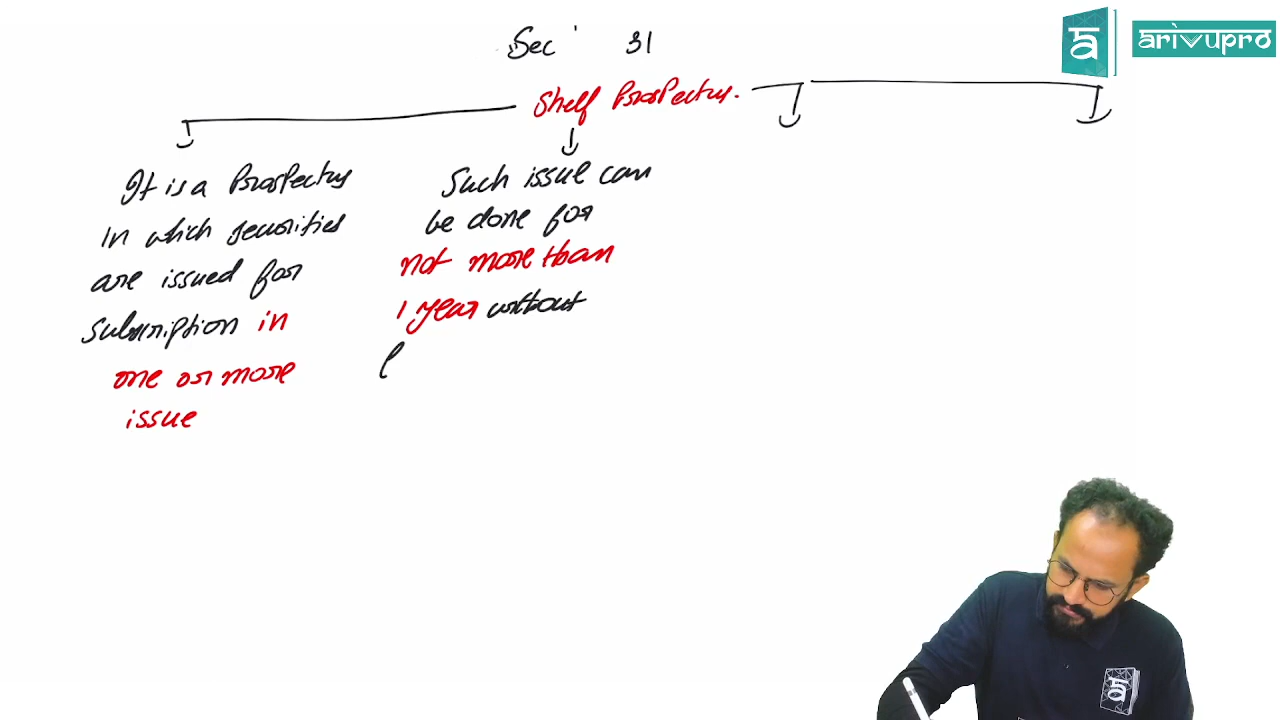 Sec 31
Shelf Prospectus.
It is a Prospectus
in which securities
are issued for
subscription in
one or more
issue
Such issue can
be done for
not more than
1 year without
arivupro